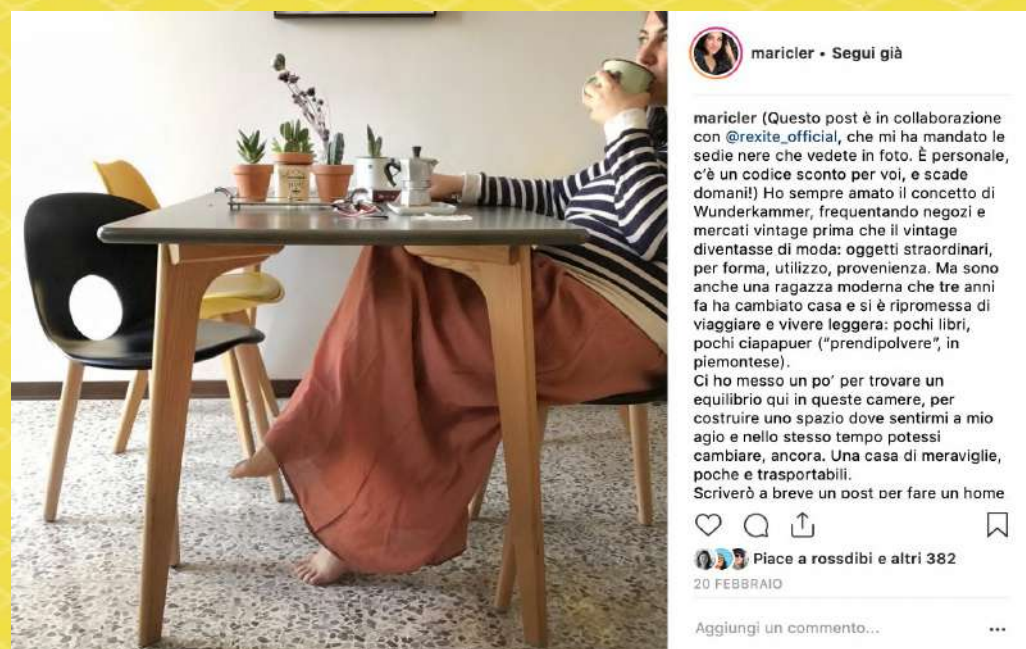 maricler • Segui già
maricler (Questo post è in collaborazione
con @rexite_official, che mi ha mandato le
sedie nere che vedete in foto. È personale,
c'è un codice sconto per voi, e scade
domani!) Ho sempre amato il concetto di
Wunderkammer, frequentando negozi e
mercati vintage prima che il vintage
diventasse di moda: oggetti straordinari,
per forma, utilizzo, provenienza. Ma sono
anche una ragazza moderna che tre anni
fa ha cambiato casa e si è ripromessa di
viaggiare e vivere leggera: pochi libri,
pochi ciapapuer ("prendipolvere", in
piemontese).
Ci ho messo un po' per trovare un
equilibrio qui in queste camere, per
costruire uno spazio dove sentirmi a mio
agio e nello stesso tempo potessi
cambiare, ancora. Una casa di meraviglie,
poche e trasportabili.
Scriverò a breve un post per fare un home
Piace a rossdibi e altri 382
20 FEBBRAIO
Aggiungi un commento...